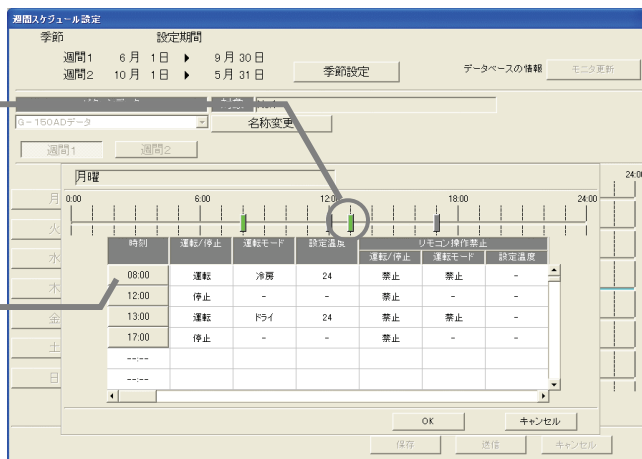 週間スケジュール設定
季節 設定期間
週間1 6月 1日 ▶ 9月 30日
週間2 10月 1日 ▶ 5月 31日
季節設定 データベースの情報 モニタ更新
G-150ADデータ 名称変更
週間1 週間2
月曜
24:00
0:00 6:00 12:00 18:00 24:00
月
火
水
木
金
土
日
時刻 運転/停止 運転モード 設定温度 リモコン操作禁止
運転/停止 運転モード 設定温度
08:00 運転 冷房 24 禁止 禁止 -
12:00 停止 - - 禁止 - -
13:00 運転 ドライ 24 禁止 禁止 -
17:00 停止 - - 禁止 - -
--:--
--:--
OK キャンセル
保存 送信 キャンセル